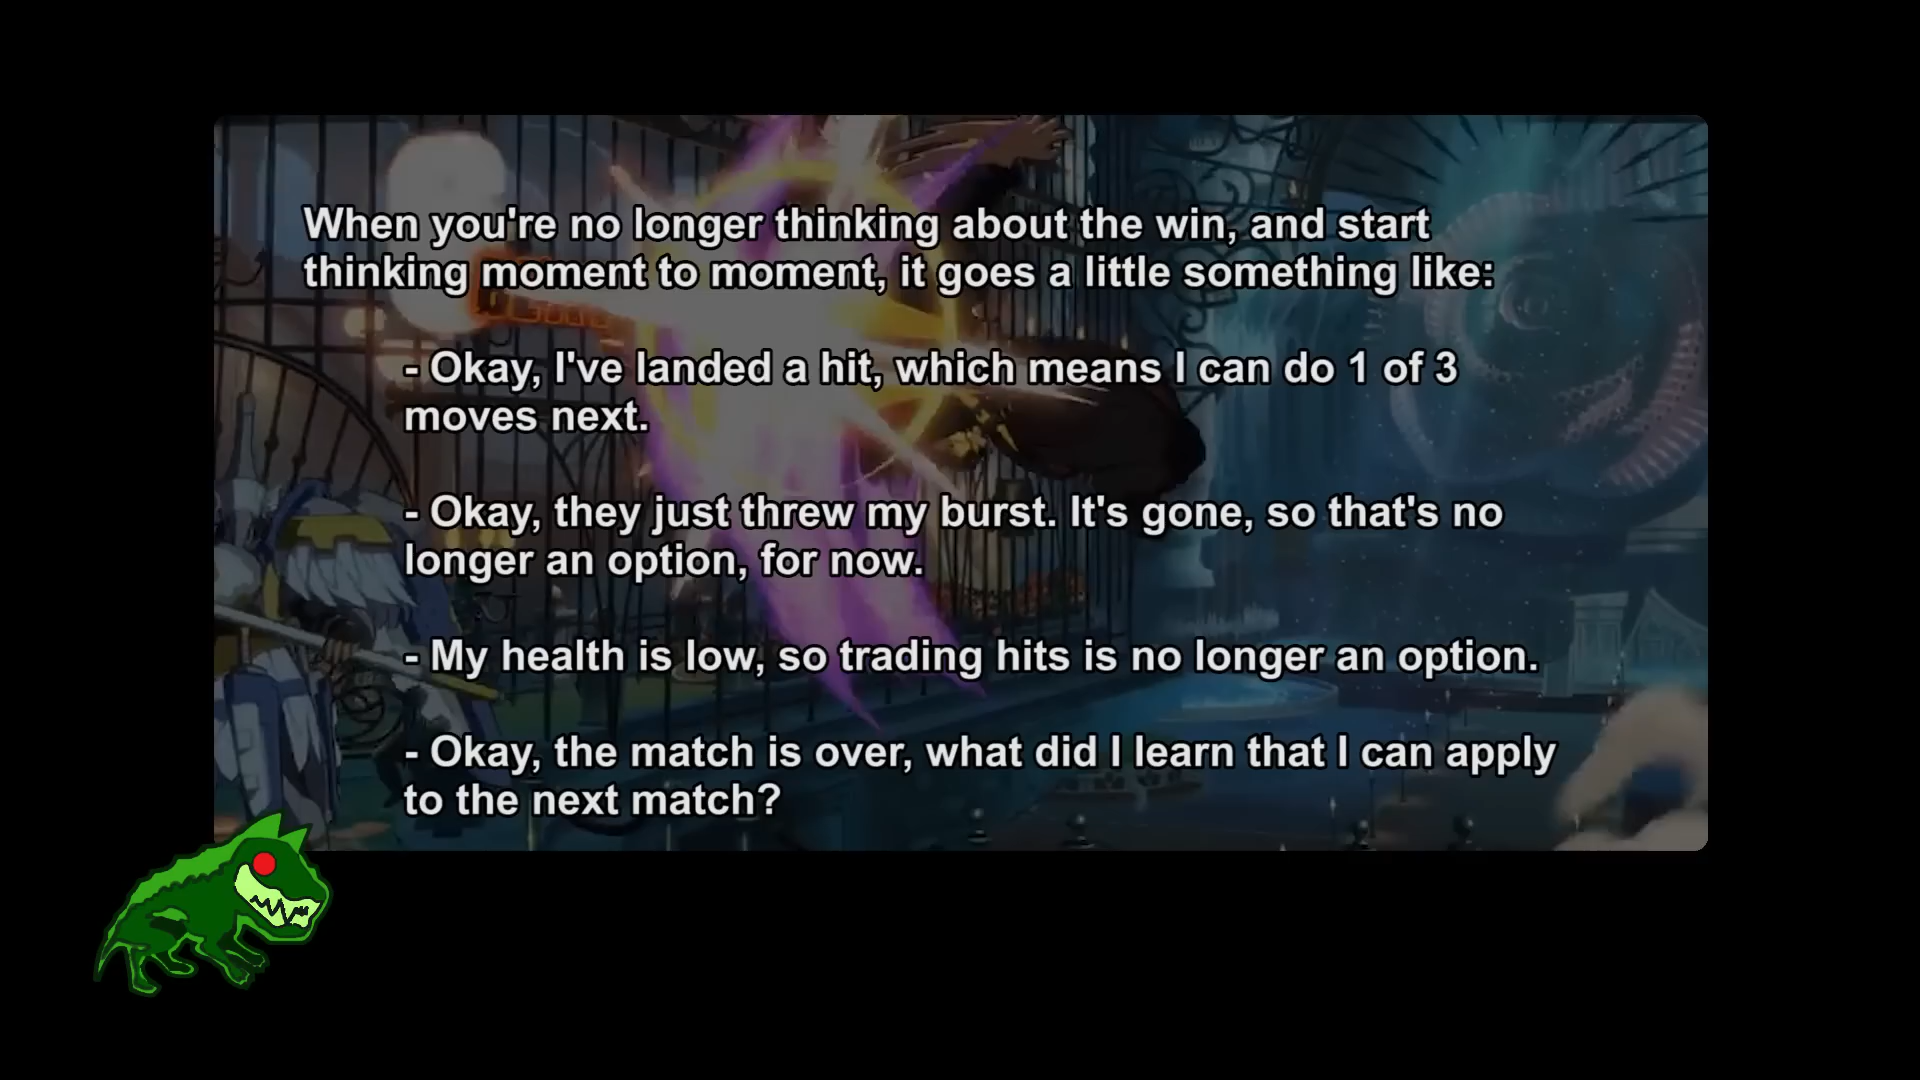 When you're no longer thinking about the win, and start
thinking moment to moment, it goes a little something like:
- Okay, I've landed a hit, which means I can do 1 of 3
moves next.
- Okay, they just threw my burst. It's gone, so that's no
longer an option, for now.
- My health is low, so trading hits is no longer an option.
- Okay, the match is over, what did I learn that I can apply
to the next match?